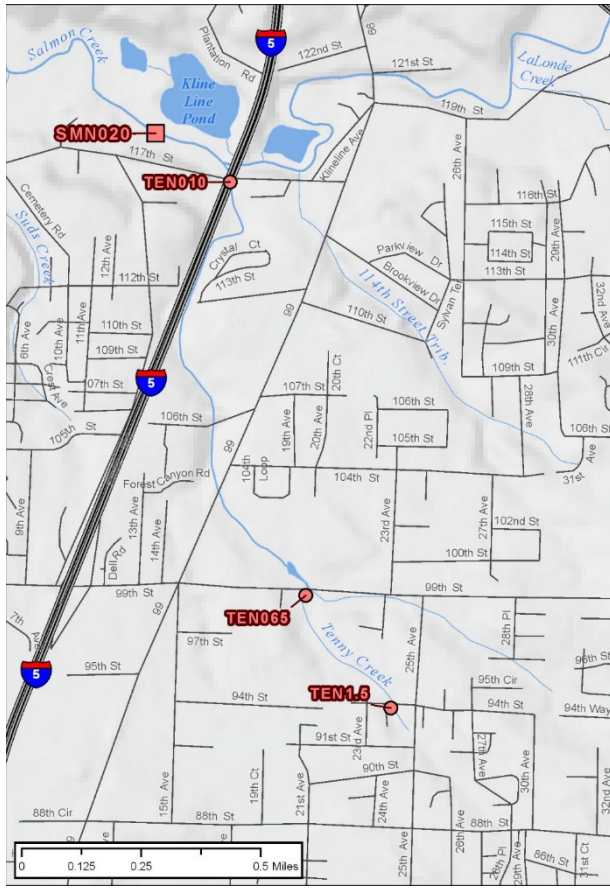 Salmon Creek
Plantation Rd
5
122nd St
99
121st St
LaLonde Creek
Kline Line Pond
SMN020
117th St
119th St
Klineline Ave
26th Ave
TEN010
Cemetery Rd
Suds Creek
12th Ave
Crystal Ct
113th St
112th St
Parkview Dr
Brookview Dr
Sylvan Te
116th St
115th St
114th St
113th St
29th Ave
32nd Ave
114th Street Trib.
110th St
99
6th Ave
10th Ave
11th Ave
110th St
109th St
30th Ave
111th Cir
109th St
Crest Ave
07th St
5
107th St
20th Ct
28th Ave
105th St
106th St
99
19th Ave
20th Ave
22nd Pl
106th St
105th St
106th St
31st Ave
Forest Canyon Rd
104th Loop
104th St
9th Ave
13th Ave
14th Ave
Dell Rd
23rd Ave
27th Ave
102nd St
100th St
99th St
99
99th St
TEN065
7th Ave
97th St
Tenny Creek
25th Ave
28th Pl
96th St
5
95th St
95th Cir
94th St
TEN1.5
94th St
94th Way
91st St
23rd Ave
27th Ave
90th St
15th Ave
19th Ct
21st Ave
24th Ave
30th Ave
32nd Ave
88th Cir
88th St
88th St
99
25th Ave
26th Ave
26th Pl
29th Ave
86th St
31st Ct
0 0.125 0.25 0.5 Miles